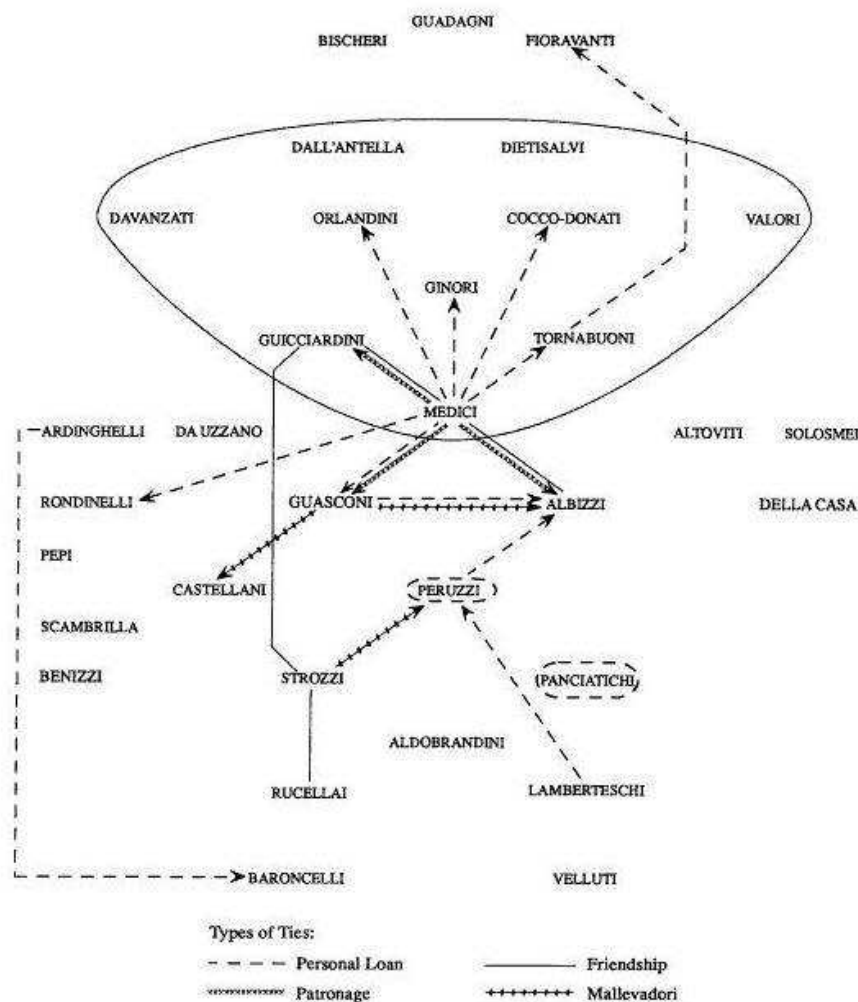 GUADAGNI
BISCHERI FIORAVANTI
DALL'ANTELLA DIETISALVI
DAVANZATI ORLANDINI COCCO-DONATI VALORI
GINORI
GUICCIARDINI TORNABUONI
MEDICI
ARDINGHELLI DA UZZANO ALTOVITI SOLOSMEI
RONDINELLI GUASCONI ALBIZZI DELLA CASA
PEPI
CASTELLANI PERUZZI
SCAMBRILLA
BENIZZI STROZZI PANCIATICHI
ALDOBRANDINI
RUCELLAI LAMBERTESCHI
BARONCELLI VELLUTI
Types of Ties:
Personal Loan Friendship
Patronage Mallevadori